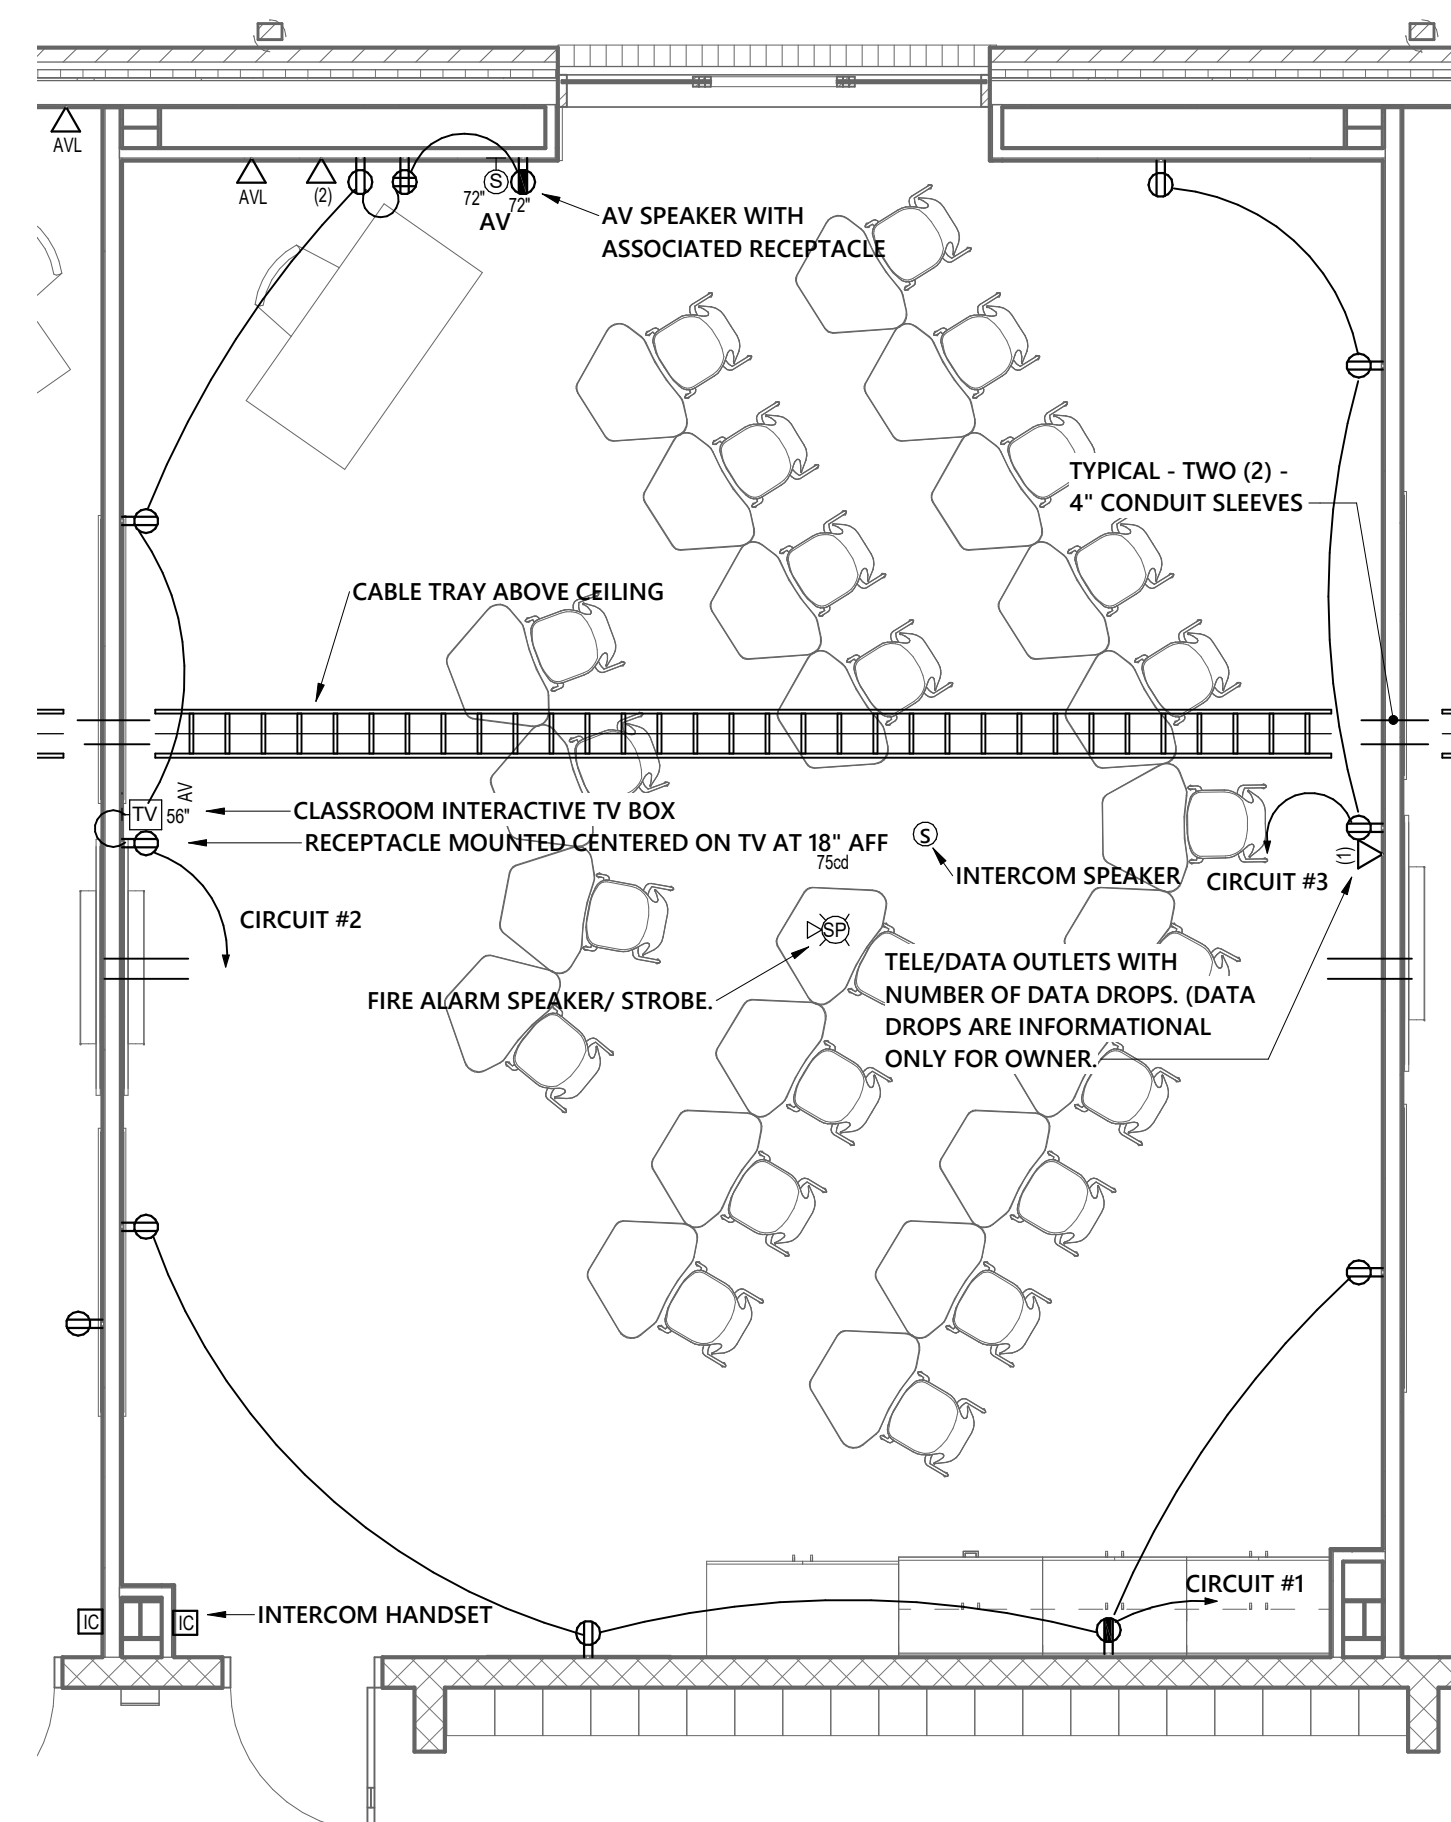 AVL
AVL
(2)
S
72"
72"
AV
AV SPEAKER WITH
ASSOCIATED RECEPTACLE
TYPICAL - TWO (2) -
4" CONDUIT SLEEVES
CABLE TRAY ABOVE CEILING
AV
TV
56"
CLASSROOM INTERACTIVE TV BOX
RECEPTACLE MOUNTED CENTERED ON TV AT 18" AFF
75cd
S
INTERCOM SPEAKER
(1)
CIRCUIT #3
CIRCUIT #2
SP
FIRE ALARM SPEAKER/ STROBE.
TELE/DATA OUTLETS WITH
NUMBER OF DATA DROPS. (DATA
DROPS ARE INFORMATIONAL
ONLY FOR OWNER.
CIRCUIT #1
IC
IC
INTERCOM HANDSET